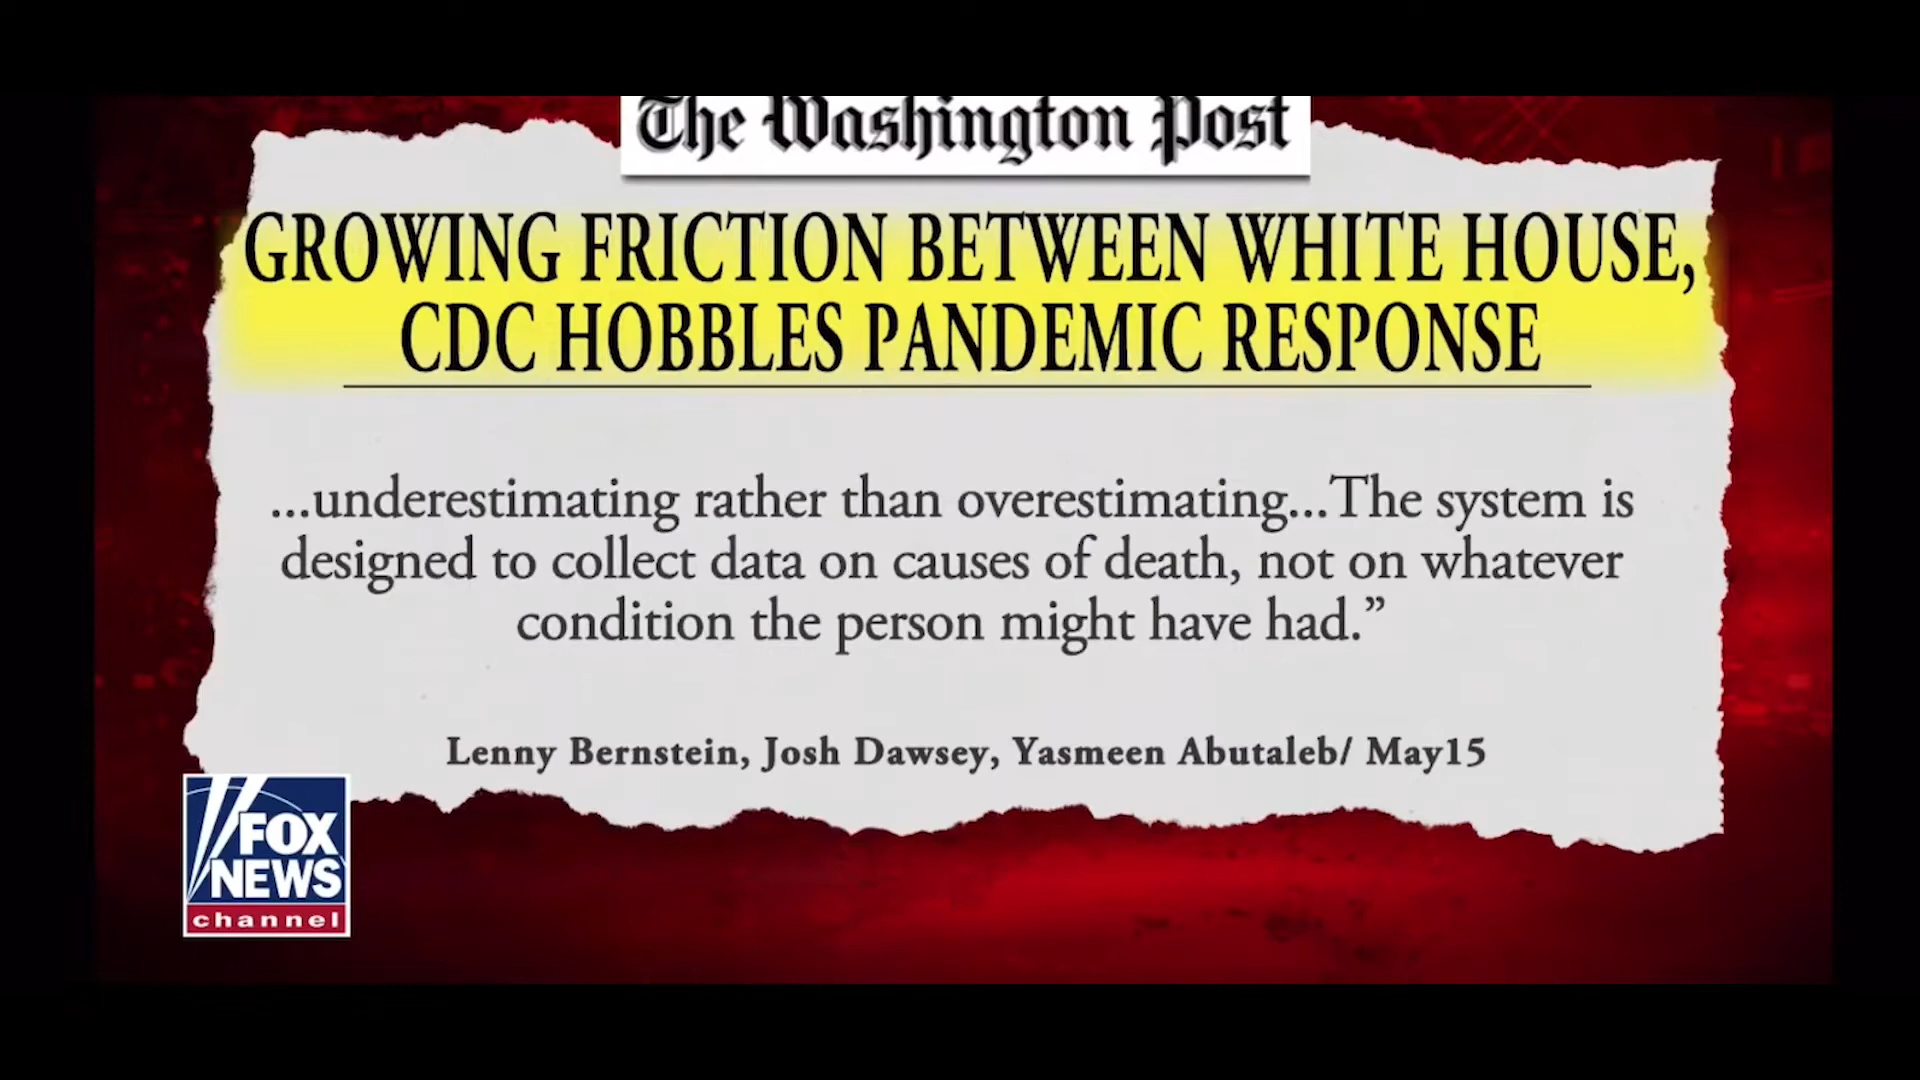 The Washington Post
GROWING FRICTION BETWEEN WHITE HOUSE,
CDC HOBBLES PANDEMIC RESPONSE
...underestimating rather than overestimating...The system is
designed to collect data on causes of death, not on whatever
condition the person might have had.”
Lenny Bernstein, Josh Dawsey, Yasmeen Abutaleb/ May15
FOX
NEWS
channel